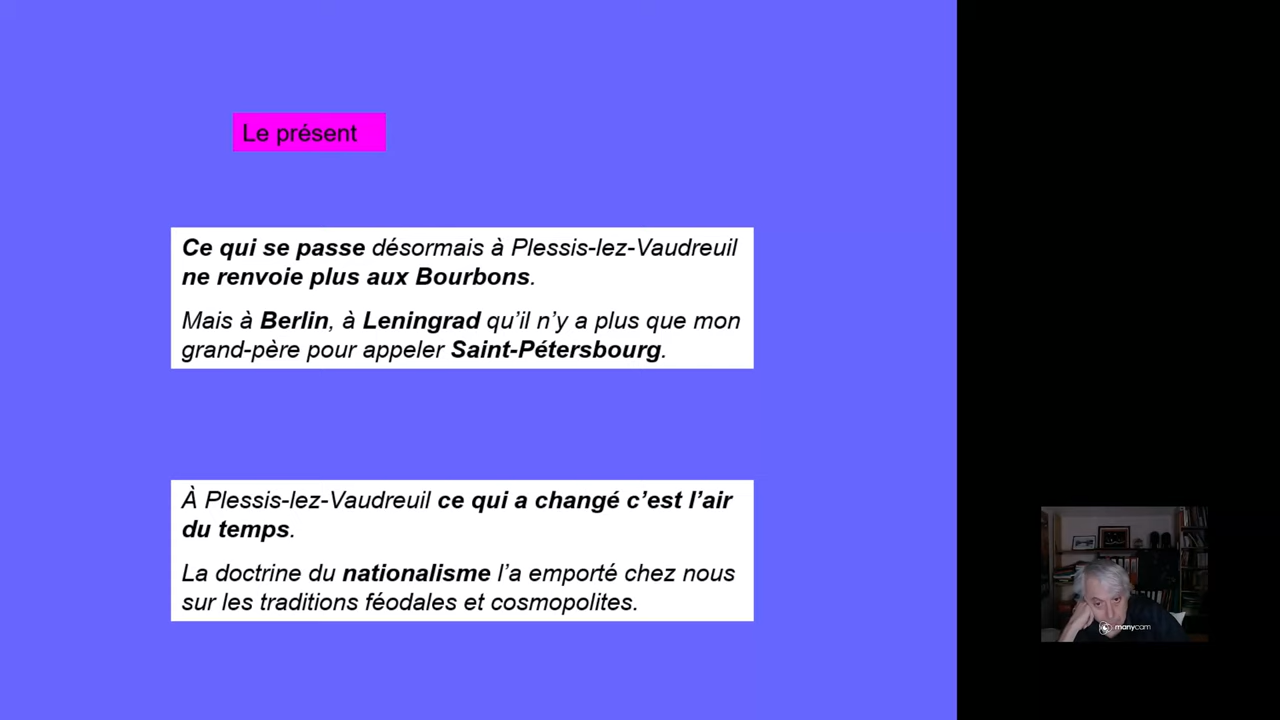 Le présent
Ce qui se passe désormais à Plessis-lez-Vaudreuil
ne renvoie plus aux Bourbons.
Mais à Berlin, à Leningrad qu’il n’y a plus que mon
grand-père pour appeler Saint-Pétersbourg.
À Plessis-lez-Vaudreuil ce qui a changé c’est l’air
du temps.
La doctrine du nationalisme l’a emporté chez nous
sur les traditions féodales et cosmopolites.
manycam